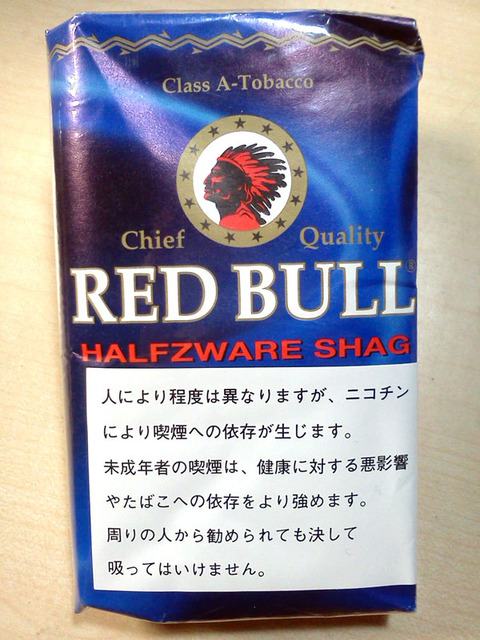 Class A-Tobacco
Chief Quality
RED BULL®
HALFZWARE SHAG
人により程度は異なりますが、ニコチン
により喫煙への依存が生じます。
未成年者の喫煙は、健康に対する悪影響
やたばこへの依存をより強めます。
周りの人から勧められても決して
吸ってはいけません。